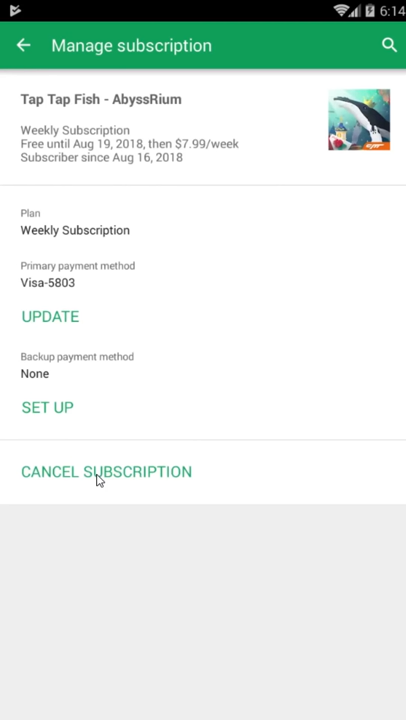 6:14
Manage subscription
Tap Tap Fish - AbyssRium
Weekly Subscription
Free until Aug 19, 2018, then $7.99/week
Subscriber since Aug 16, 2018
Plan
Weekly Subscription
Primary payment method
Visa-5803
UPDATE
Backup payment method
None
SET UP
CANCEL SUBSCRIPTION